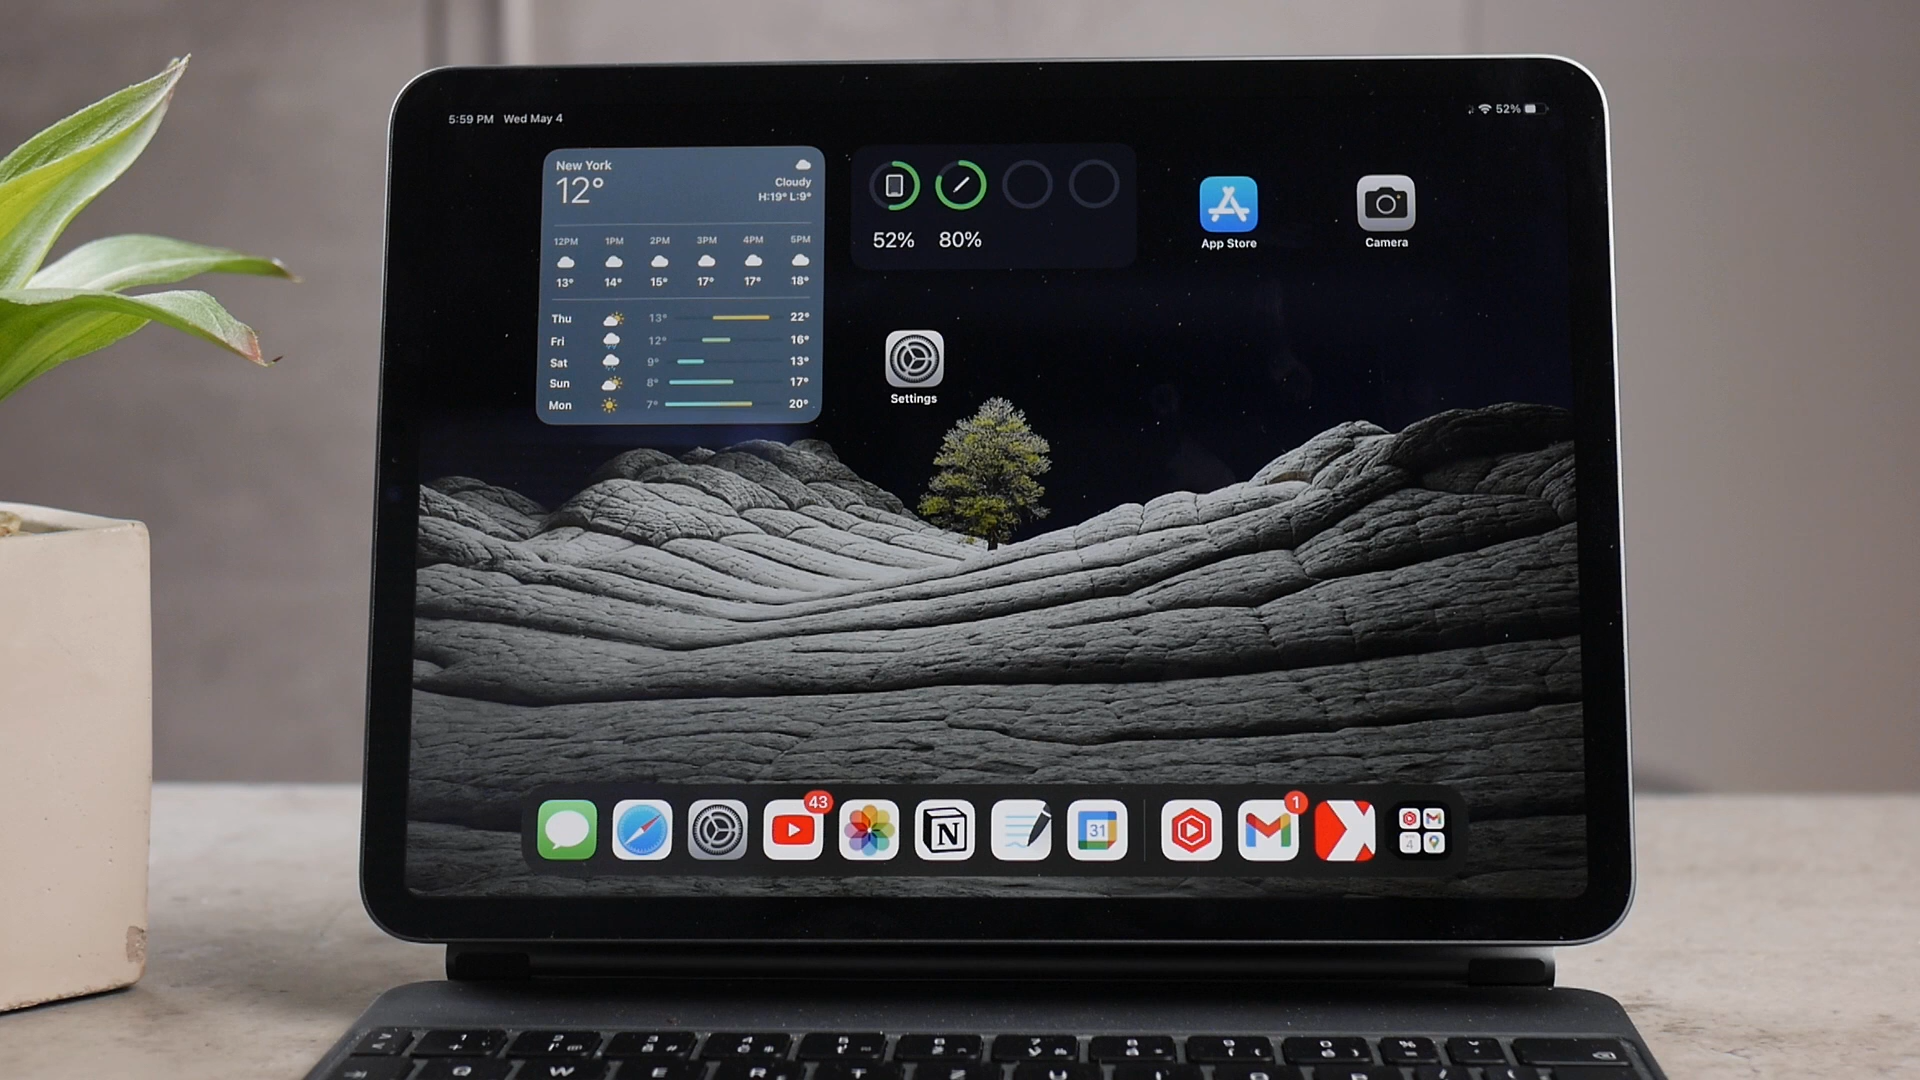 5:59 PM Wed May 4
52%
New York
12°
Cloudy
H:19° L:9°
12PM 1PM 2PM 3PM 4PM 5PM
13° 14° 15° 17° 17° 18°
Thu 13° 22°
Fri 12° 16°
Sat 9° 13°
Sun 8° 17°
Mon 7° 20°
52% 80%
App Store
Camera
Settings
43
N
31
1
4
Q W E R T Z U I O P